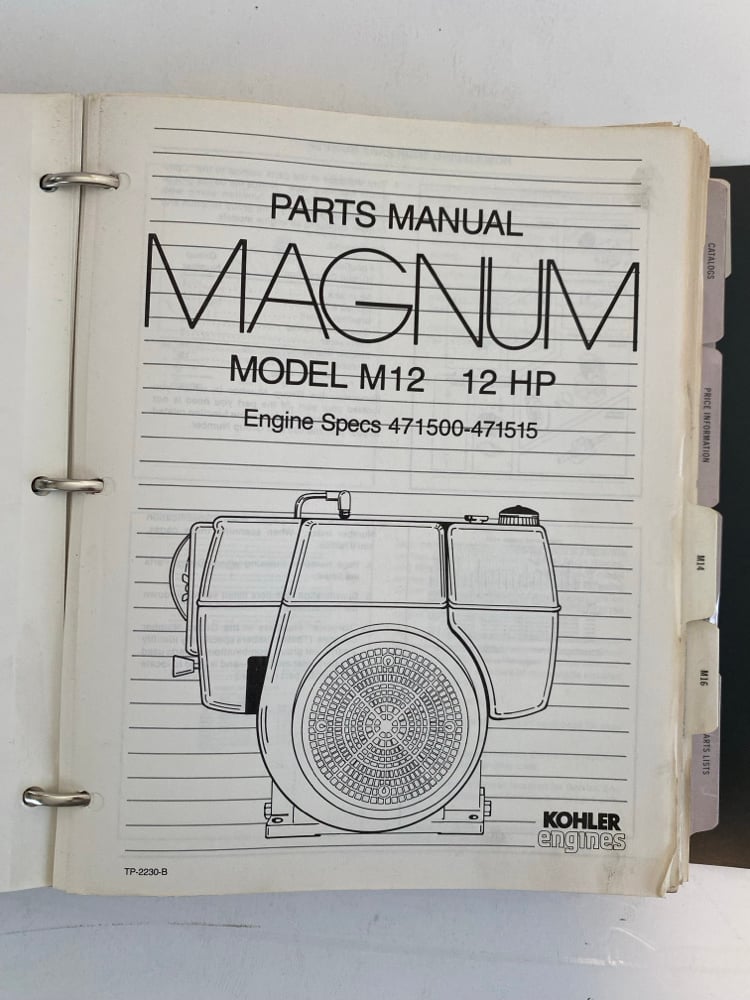 PARTS MANUAL
MAGNUM
MODEL M12 12 HP
Engine Specs 471500-471515
KOHLER
engines
TP-2230-B
CATALOGS
PRICE INFORMATION
M14
M16
ARTS LISTS